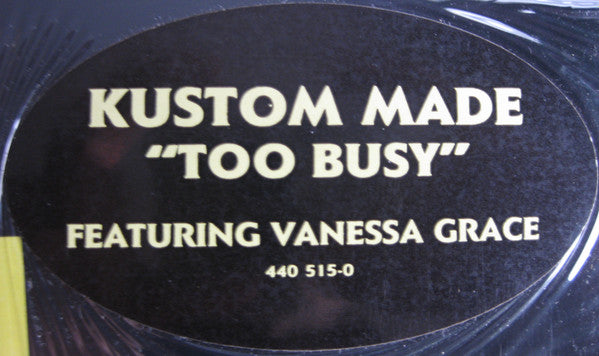 KUSTOM MADE
"TOO BUSY"
FEATURING VANESSA GRACE
440 515-0